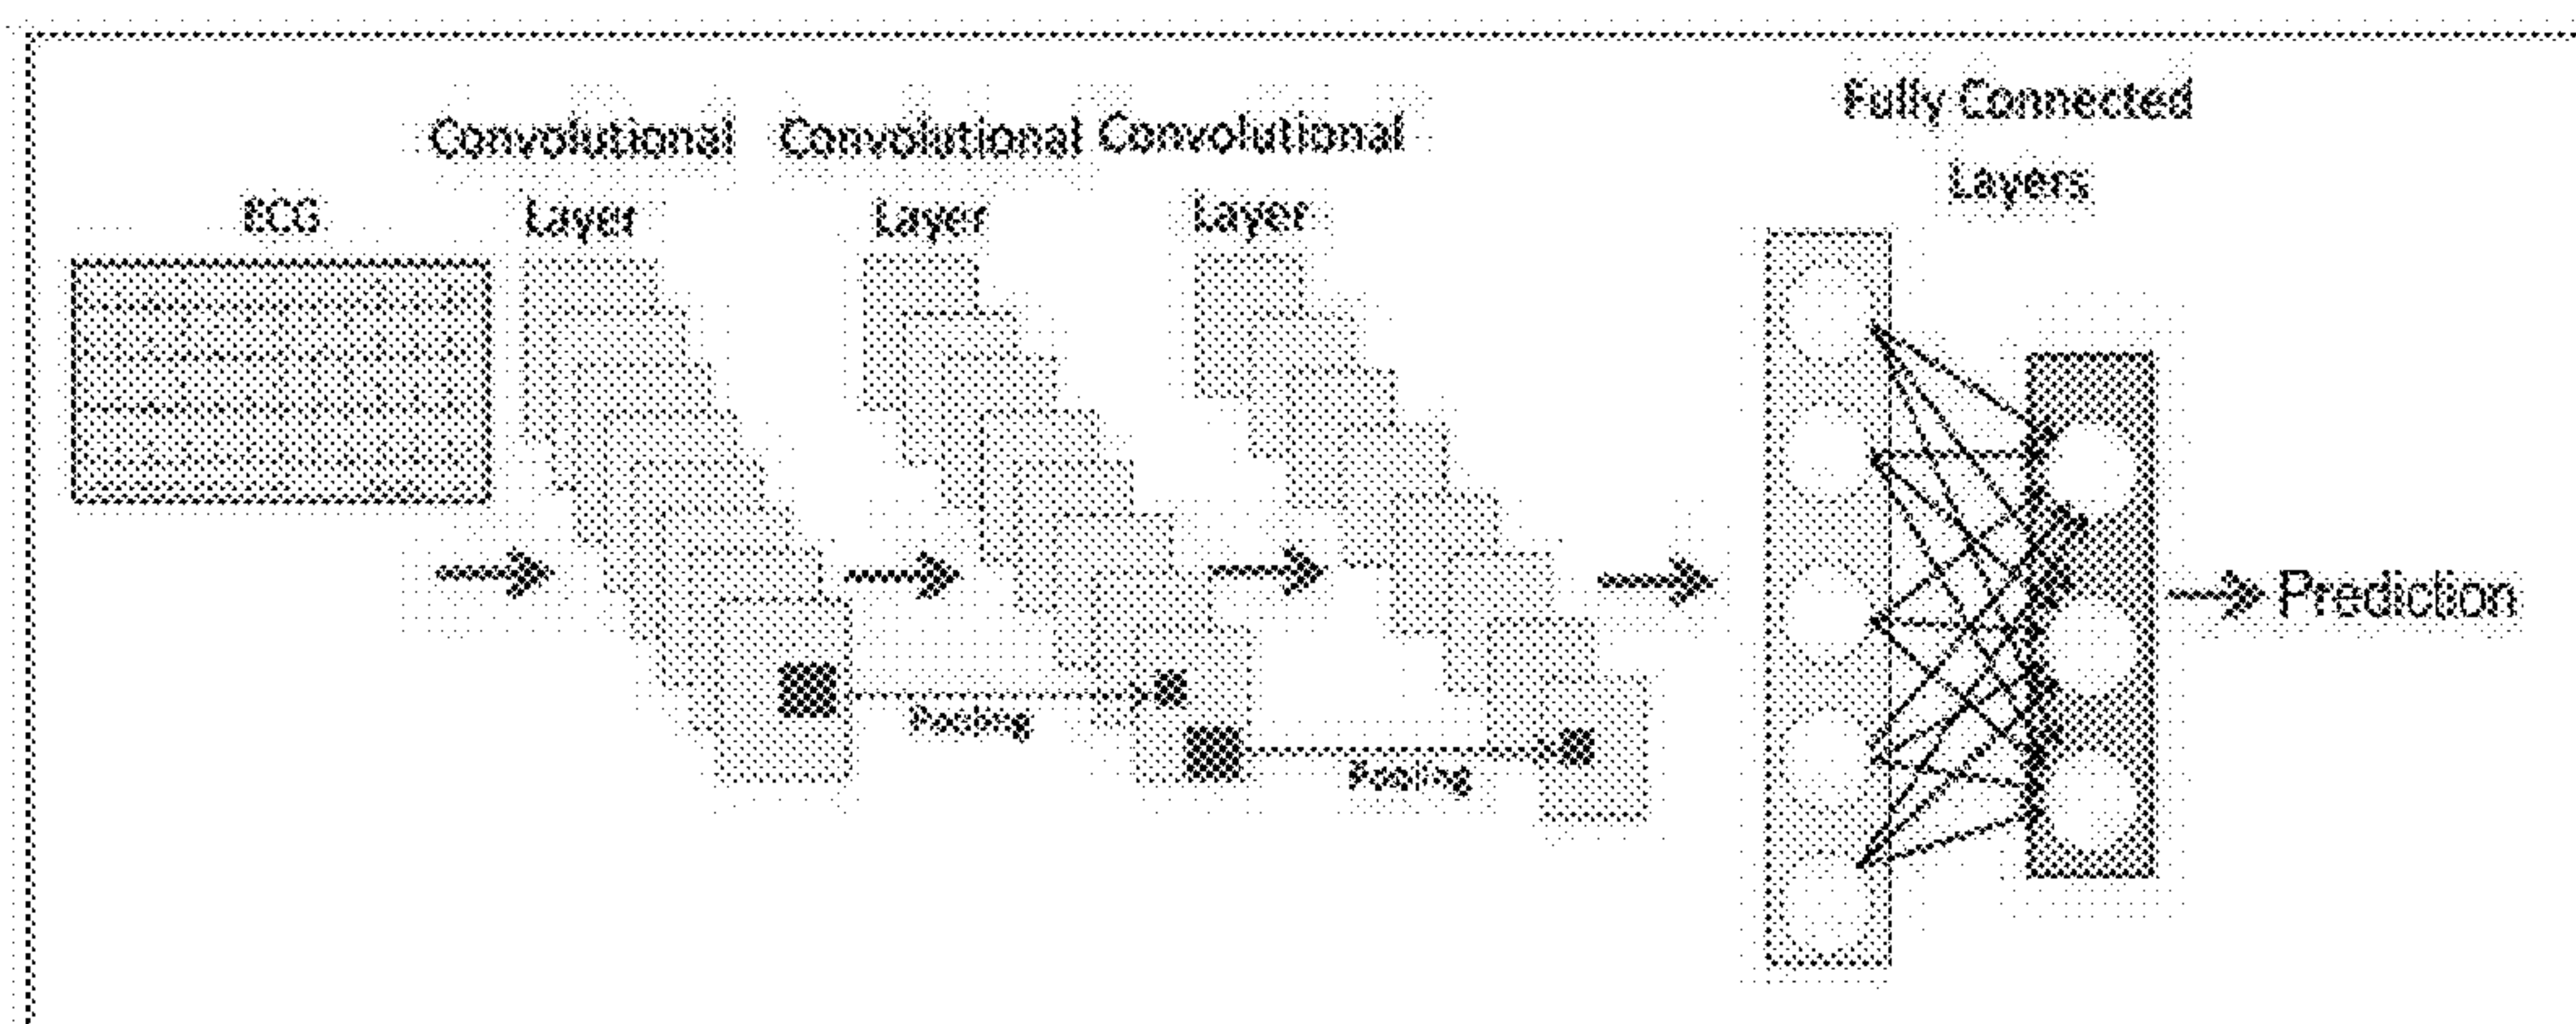 Fully Connected
Layers
Convolutional
Layer
Convolutional
Layer
Convolutional
Layer
ECG
Pooling
Pooling
Prediction